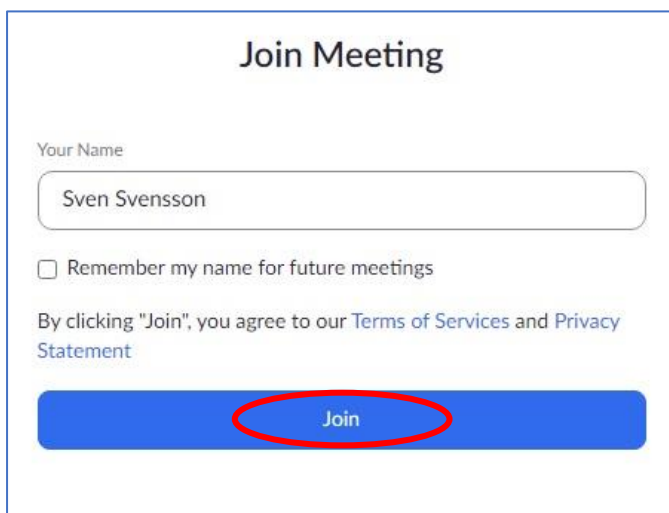 Join Meeting
Your Name
Sven Svensson
Remember my name for future meetings
By clicking "Join", you agree to our Terms of Services and Privacy
Statement
Join